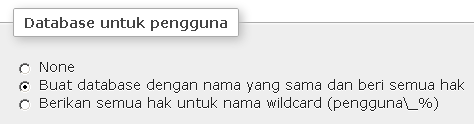 Database untuk pengguna
None
Buat database dengan nama yang sama dan beri semua hak
Berikan semua hak untuk nama wildcard (pengguna\_%)